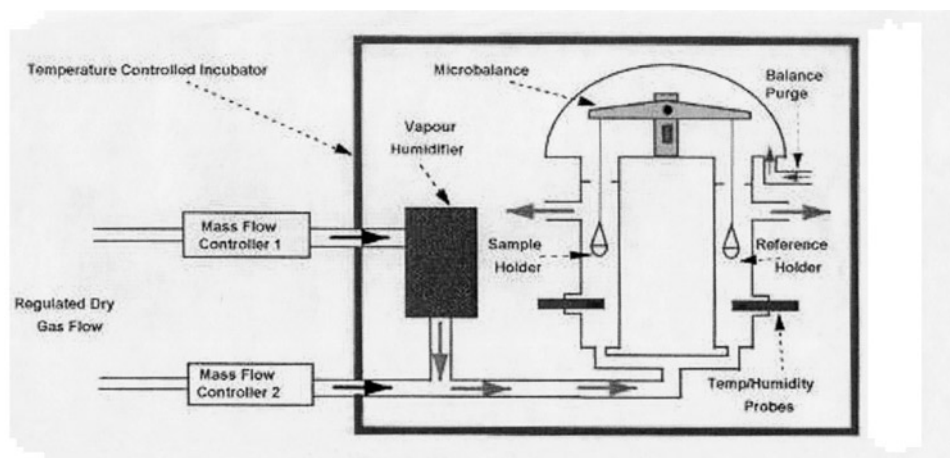 Temperature Controlled Incubator
Microbalance
Balance
Purge
Vapour
Humidifier
Mass Flow
Controller 1
Sample
Holder
Reference
Holder
Regulated Dry
Gas Flow
Mass Flow
Controller 2
Temp/Humidity
Probes